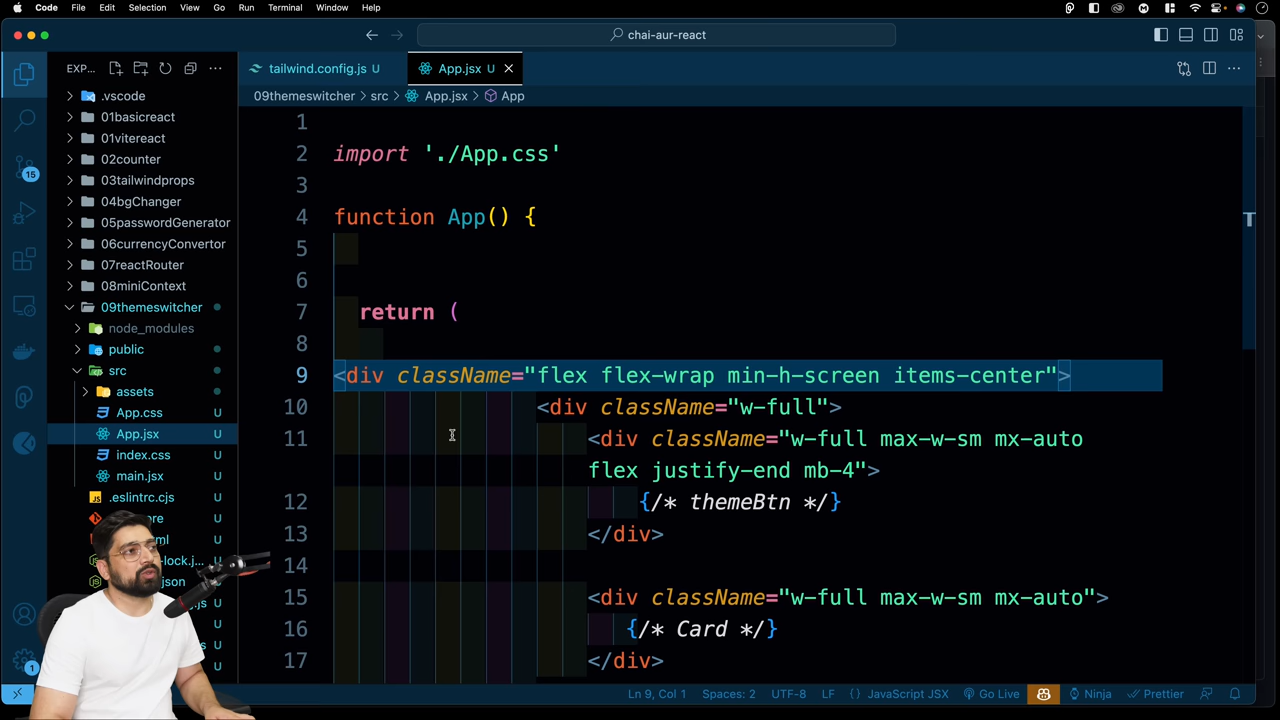 Code File Edit Selection View Go Run Terminal Window Help
chai-aur-react
EXP... tailwind.config.js U App.jsx U
09themeswitcher > src > App.jsx > App
.vscode
01basicreact
01vitereact
02counter
03tailwindprops
04bgChanger
05passwordGenerator
06currencyConvertor
07reactRouter
08miniContext
09themeswitcher
node_modules
public
src
assets
App.css U
App.jsx U
index.css U
main.jsx U
.eslintrc.cjs U
-lock.j... U
json U
U
U
U
15
1
1
2 import './App.css'
3
4 function App() {
5
6
7 return (
8
9 <div className="flex flex-wrap min-h-screen items-center">
10 <div className="w-full">
11 <div className="w-full max-w-sm mx-auto
flex justify-end mb-4">
12 {/* themeBtn */}
13 </div>
14
15 <div className="w-full max-w-sm mx-auto">
16 {/* Card */}
17 </div>
Ln 9, Col 1 Spaces: 2 UTF-8 LF {} JavaScript JSX Go Live Ninja Prettier